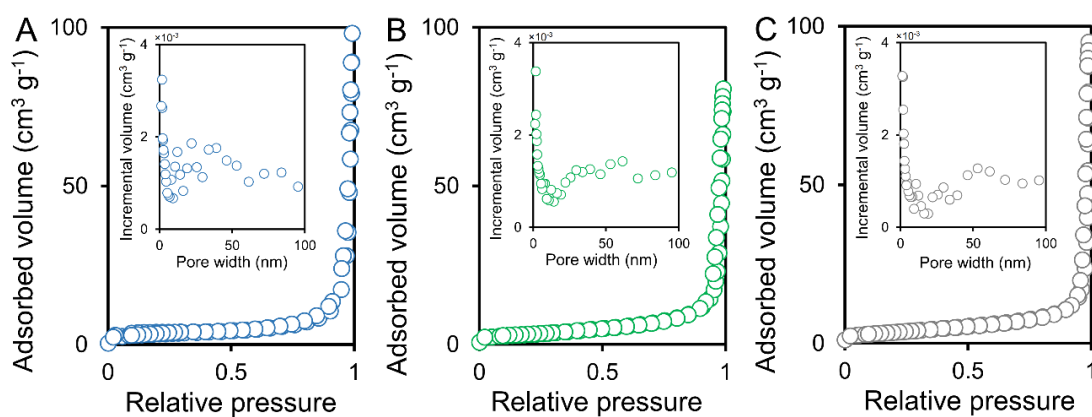 A
Adsorbed volume (cm³ g⁻¹)
100
50
0
0
0.5
1
Relative pressure
×10⁻³
Incremental volume (cm³ g⁻¹)
4
2
0
0
50
100
Pore width (nm)
B
Adsorbed volume (cm³ g⁻¹)
100
50
0
0
0.5
1
Relative pressure
×10⁻³
Incremental volume (cm³ g⁻¹)
4
2
0
0
50
100
Pore width (nm)
C
Adsorbed volume (cm³ g⁻¹)
100
50
0
0
0.5
1
Relative pressure
×10⁻³
Incremental volume (cm³ g⁻¹)
4
2
0
0
50
100
Pore width (nm)